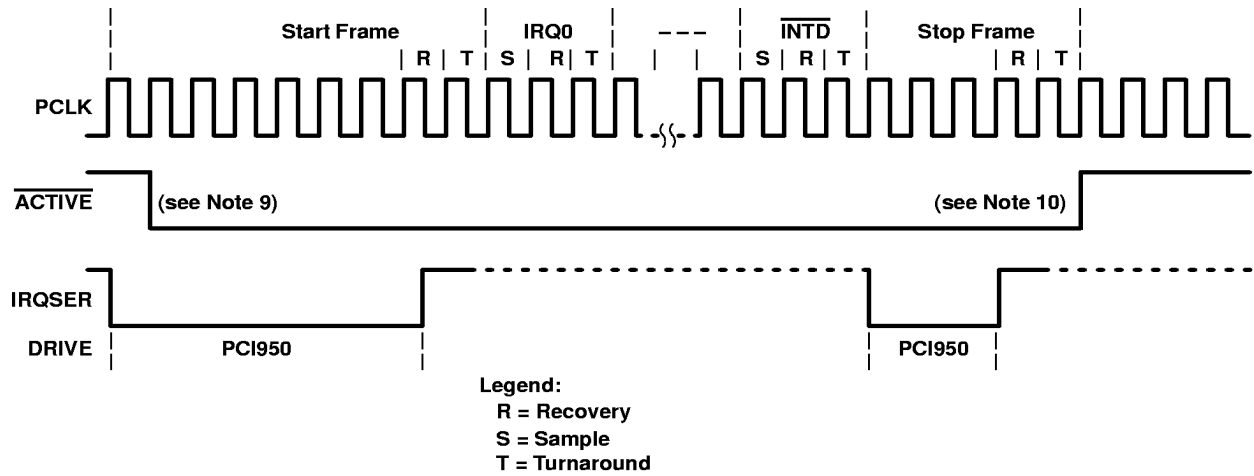 Start Frame IRQ0 – – – INTD Stop Frame
R T S R T S R T R T
PCLK
ACTIVE (see Note 9) (see Note 10)
IRQSER
DRIVE PCI950 PCI950
Legend:
R = Recovery
S = Sample
T = Turnaround